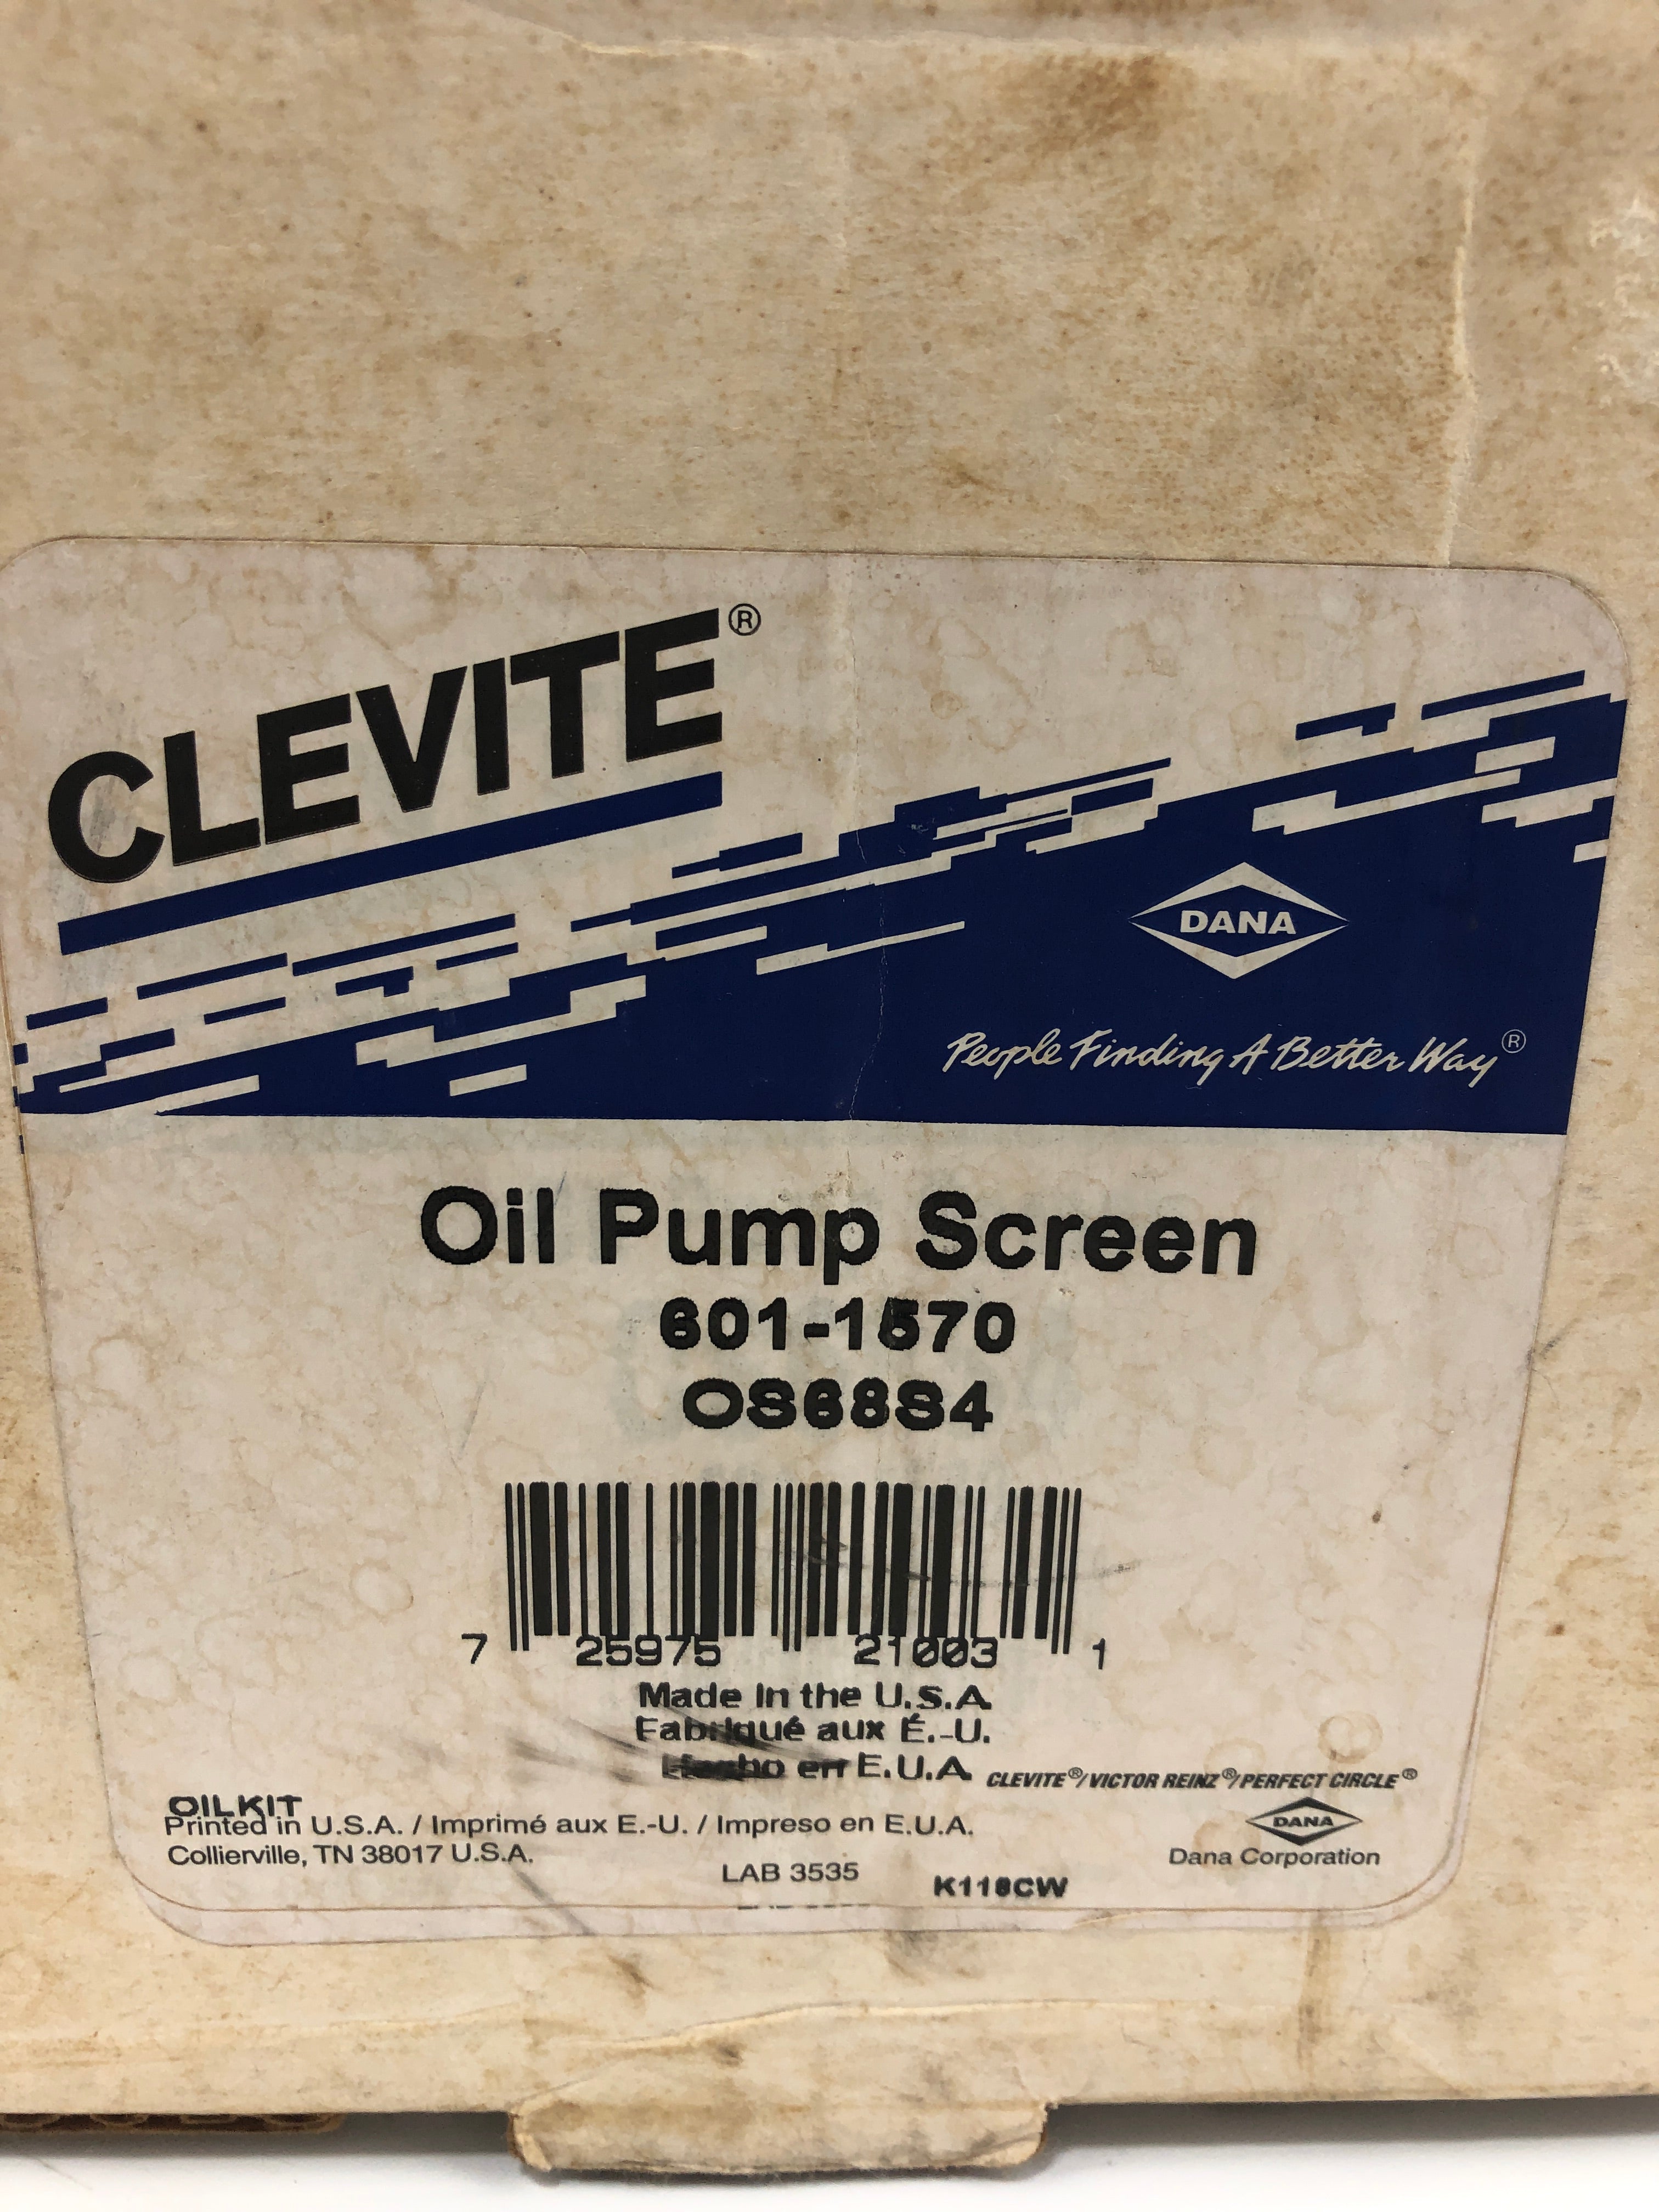 CLEVITE®
DANA
People Finding A Better Way®
Oil Pump Screen
601-1570
OS68S4
7 25975 21003 1
Made in the U.S.A.
Fabriqué aux É.-U.
Hecho en E.U.A.
CLEVITE®/VICTOR REINZ®/PERFECT CIRCLE®
OILKIT
Printed in U.S.A. / Imprimé aux E.-U. / Impreso en E.U.A.
DANA
Collierville, TN 38017 U.S.A.
Dana Corporation
LAB 3535